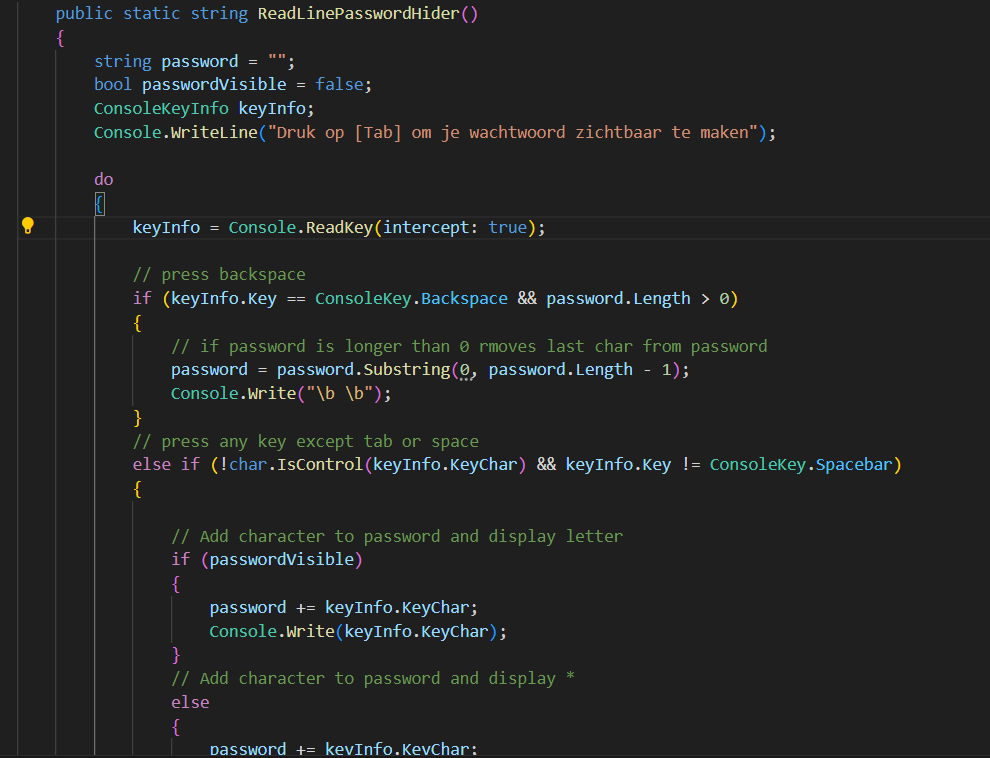 public static string ReadLinePasswordHider()
{
string password = "";
bool passwordVisible = false;
ConsoleKeyInfo keyInfo;
Console.WriteLine("Druk op [Tab] om je wachtwoord zichtbaar te maken");
do
{
keyInfo = Console.ReadKey(intercept: true);
// press backspace
if (keyInfo.Key == ConsoleKey.Backspace && password.Length > 0)
{
// if password is longer than 0 rmoves last char from password
password = password.Substring(0, password.Length - 1);
Console.Write("\b \b");
}
// press any key except tab or space
else if (!char.IsControl(keyInfo.KeyChar) && keyInfo.Key != ConsoleKey.Spacebar)
{
// Add character to password and display letter
if (passwordVisible)
{
password += keyInfo.KeyChar;
Console.Write(keyInfo.KeyChar);
}
// Add character to password and display *
else
{
password += keyInfo.KeyChar;